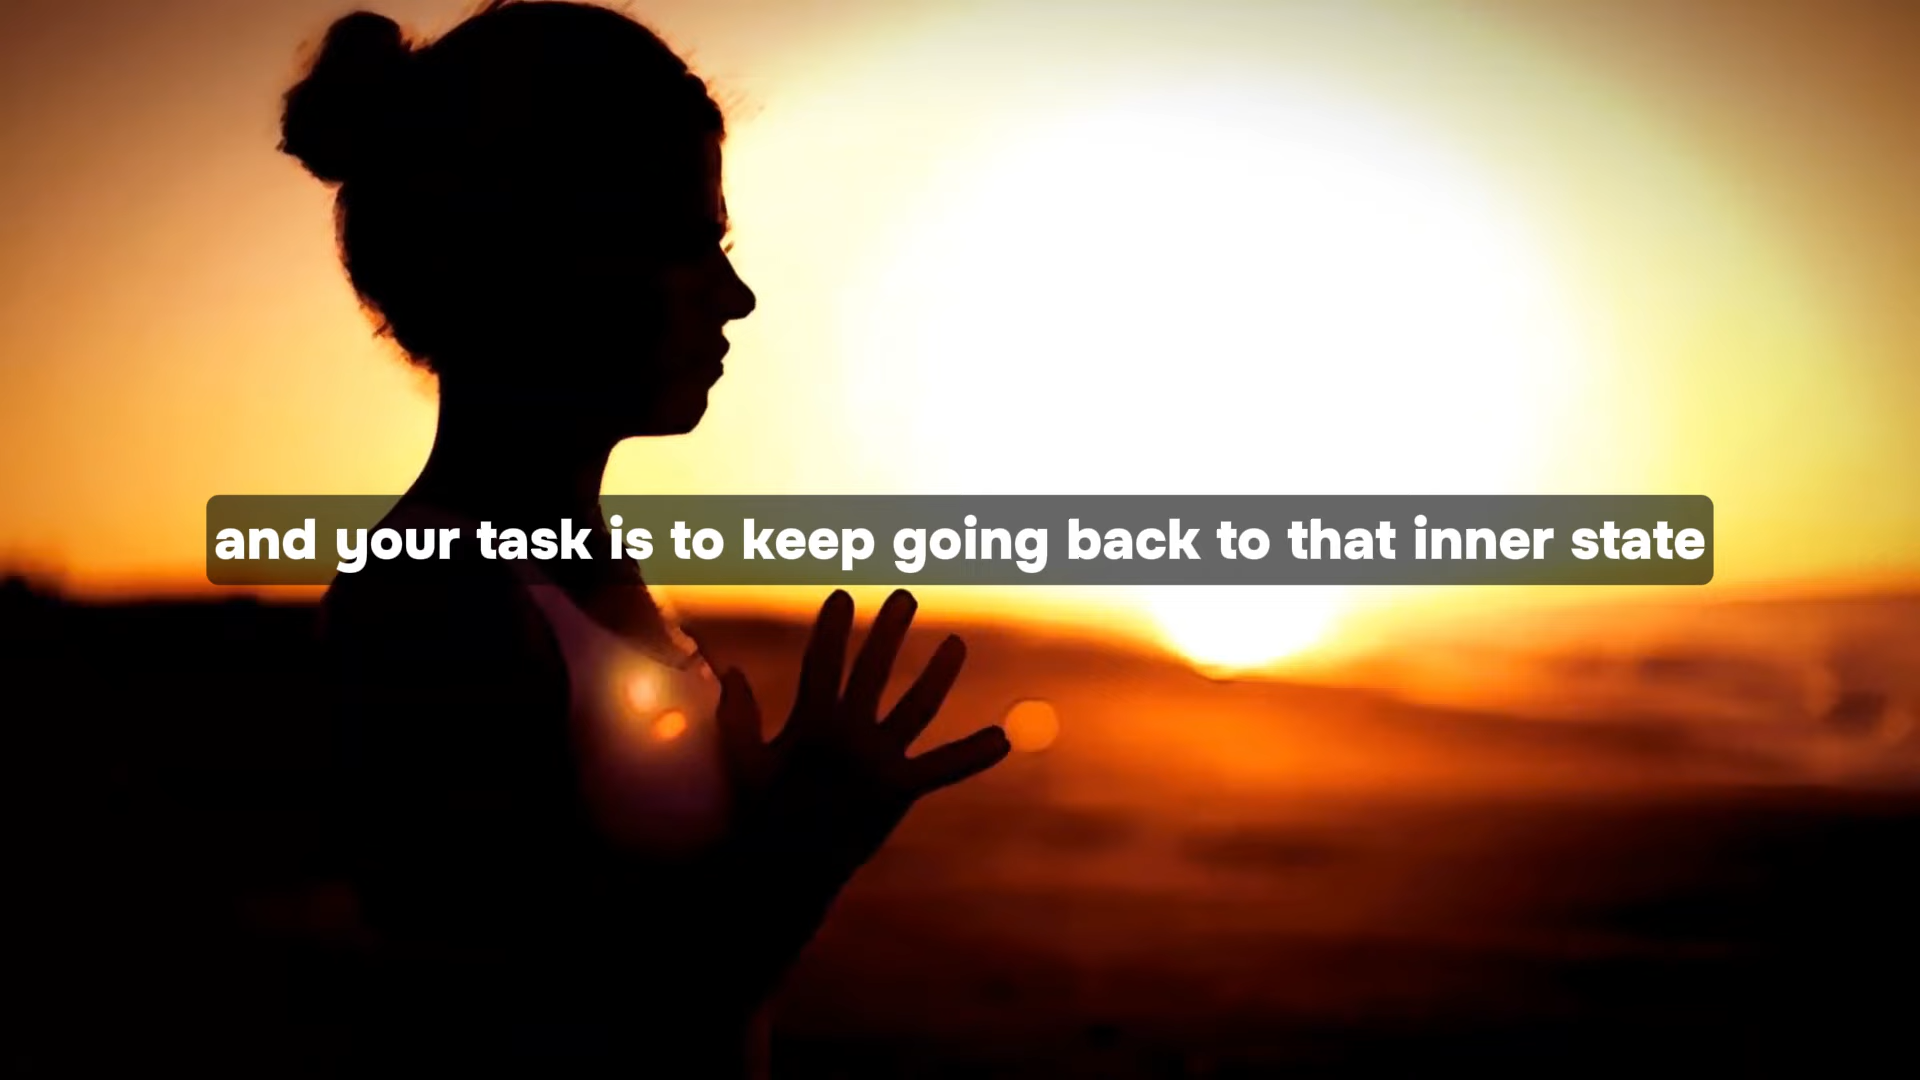 and your task is to keep going back to that inner state